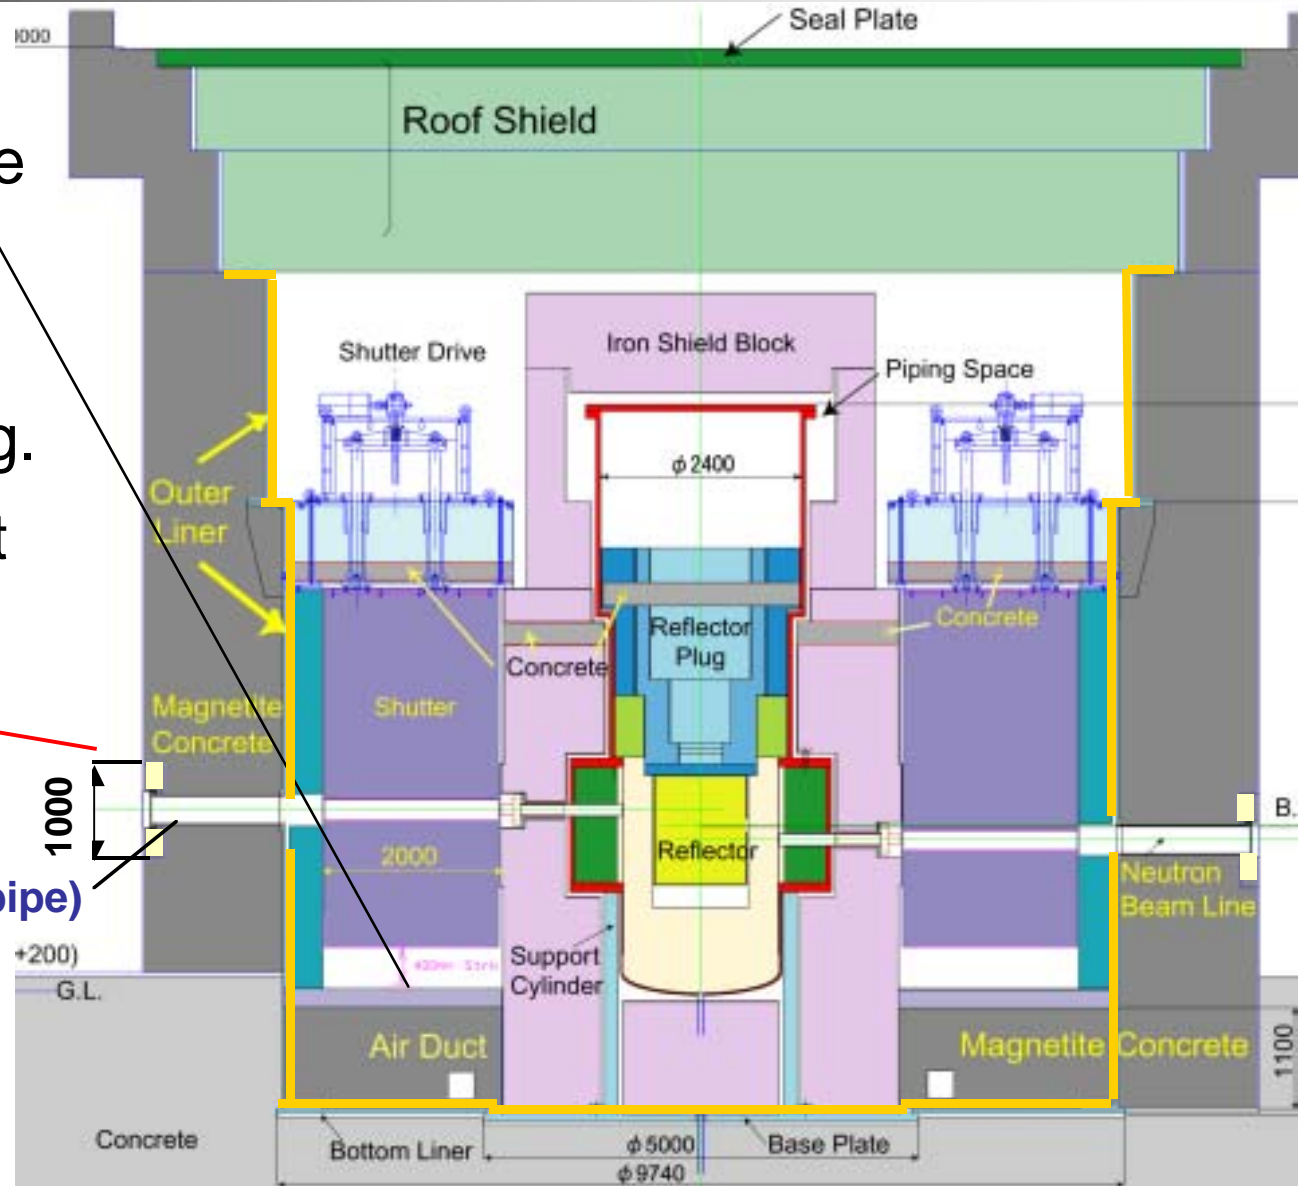 Seal Plate
Roof Shield
e
Iron Shield Block
Shutter Drive
Piping Space
φ2400
g.
Outer
Liner
t
Concrete
Reflector
Plug
Concrete
Magnetite
Concrete
Shutter
1000
B.
2000
Reflector
Neutron
Beam Line
pipe)
+200)
Support
Cylinder
G.L.
Air Duct
Magnetite Concrete
1100
Concrete
Bottom Liner
φ5000
Base Plate
φ9740